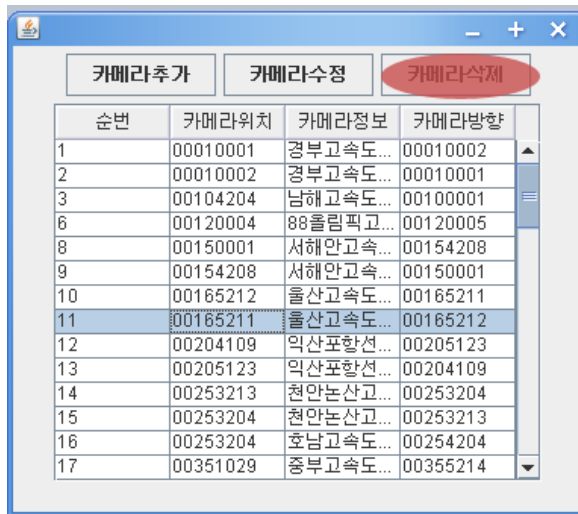 카메라추가 카메라수정 카메라삭제
순번 카메라위치 카메라정보 카메라방향
1 00010001 경부고속도... 00010002
2 00010002 경부고속도... 00010001
3 00104204 남해고속도... 00100001
6 00120004 88올림픽고... 00120005
8 00150001 서해안고속... 00154208
9 00154208 서해안고속... 00150001
10 00165212 울산고속도... 00165211
11 00165211 울산고속도... 00165212
12 00204109 익산포항선... 00205123
13 00205123 익산포항선... 00204109
14 00253213 천안논산고... 00253204
15 00253204 천안논산고... 00253213
16 00253204 호남고속도... 00254204
17 00351029 중부고속도... 00355214